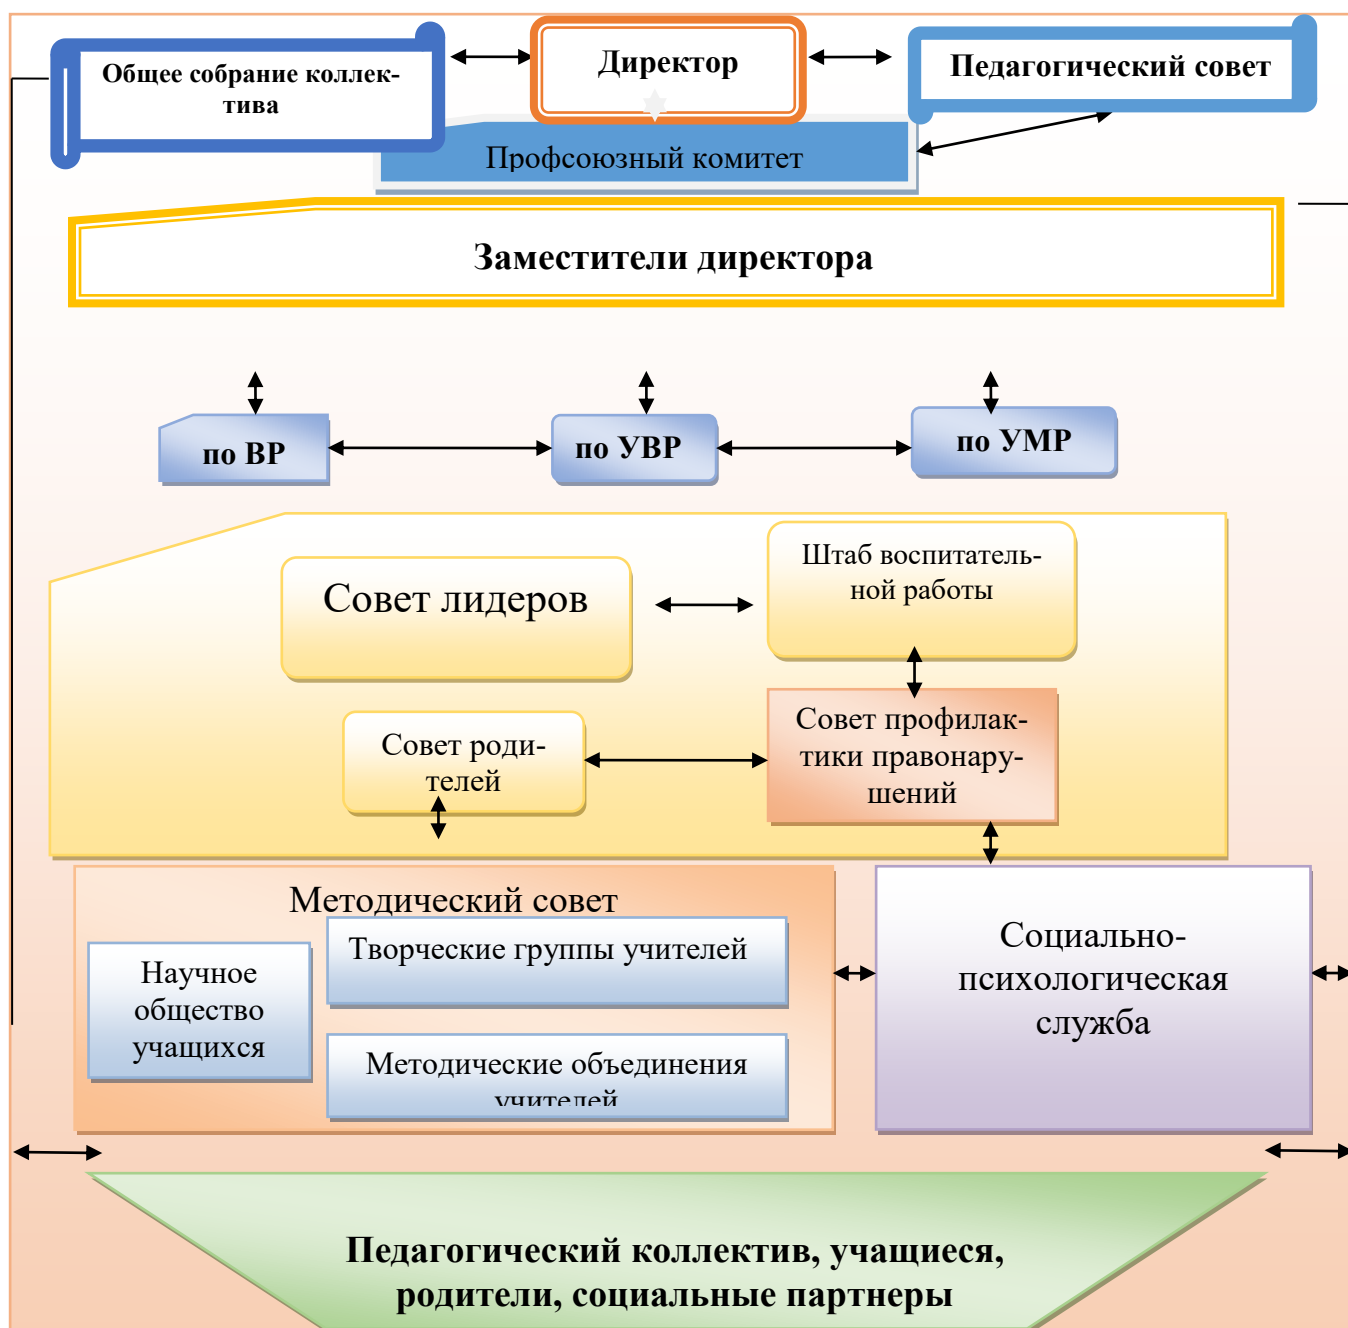 Общее собрание коллек-
тива
Директор
Педагогический совет
Профсоюзный комитет
Заместители директора
по ВР
по УВР
по УМР
Совет лидеров
Штаб воспитатель-
ной работы
Совет роди-
телей
Совет профилак-
тики правонару-
шений
Методический совет
Научное
общество
учащихся
Творческие группы учителей
Методические объединения
учителей
Социально-
психологическая
служба
Педагогический коллектив, учащиеся,
родители, социальные партнеры